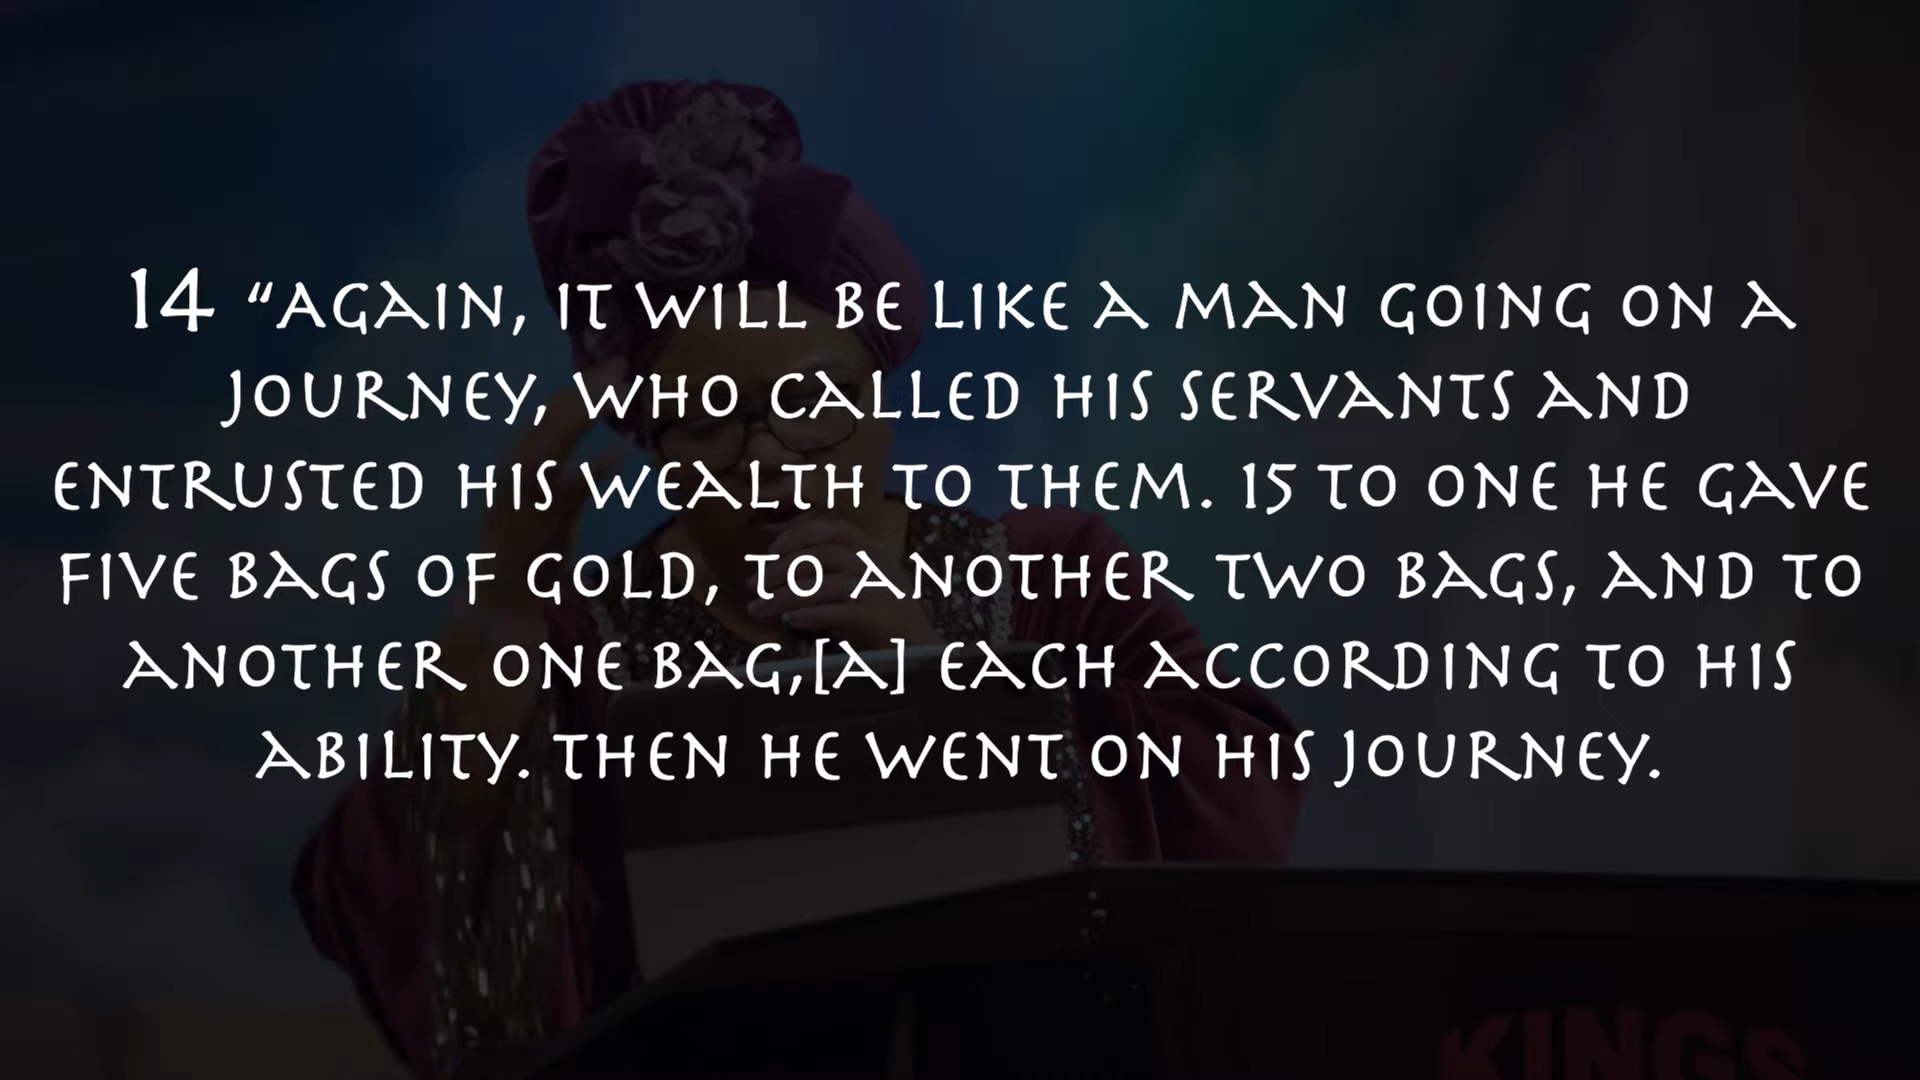 14 “AGAIN, IT WILL BE LIKE A MAN GOING ON A
JOURNEY, WHO CALLED HIS SERVANTS AND
ENTRUSTED HIS WEALTH TO THEM. 15 TO ONE HE GAVE
FIVE BAGS OF GOLD, TO ANOTHER TWO BAGS, AND TO
ANOTHER ONE BAG,[A] EACH ACCORDING TO HIS
ABILITY. THEN HE WENT ON HIS JOURNEY.
KINGS